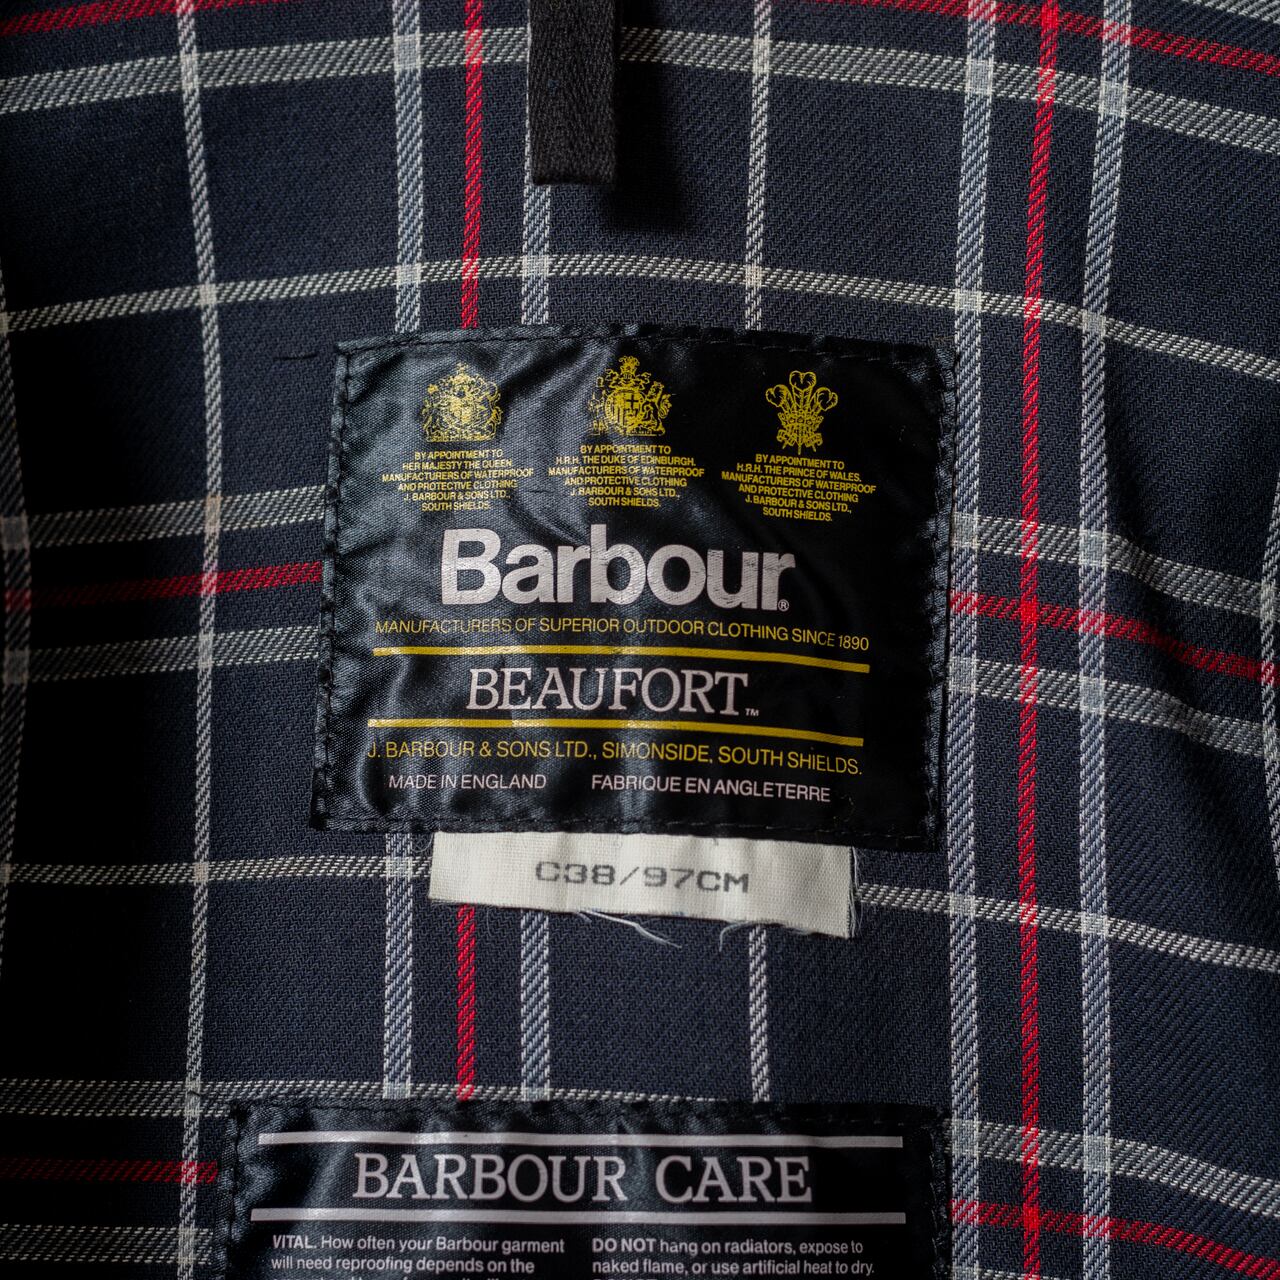 BY APPOINTMENT TO
HER MAJESTY THE QUEEN
MANUFACTURERS OF WATERPROOF
AND PROTECTIVE CLOTHING
J. BARBOUR & SONS LTD.,
SOUTH SHIELDS.
BY APPOINTMENT TO
H.R.H. THE DUKE OF EDINBURGH.
MANUFACTURERS OF WATERPROOF
AND PROTECTIVE CLOTHING
J. BARBOUR & SONS LTD.,
SOUTH SHIELDS.
BY APPOINTMENT TO
H.R.H. THE PRINCE OF WALES.
MANUFACTURERS OF WATERPROOF
AND PROTECTIVE CLOTHING
J. BARBOUR & SONS LTD.,
SOUTH SHIELDS.
Barbour®
MANUFACTURERS OF SUPERIOR OUTDOOR CLOTHING SINCE 1890
BEAUFORT™
J. BARBOUR & SONS LTD., SIMONSIDE, SOUTH SHIELDS.
MADE IN ENGLAND FABRIQUE EN ANGLETERRE
C38/97CM
BARBOUR CARE
VITAL. How often your Barbour garment
will need reproofing depends on the
DO NOT hang on radiators, expose to
naked flame, or use artificial heat to dry.